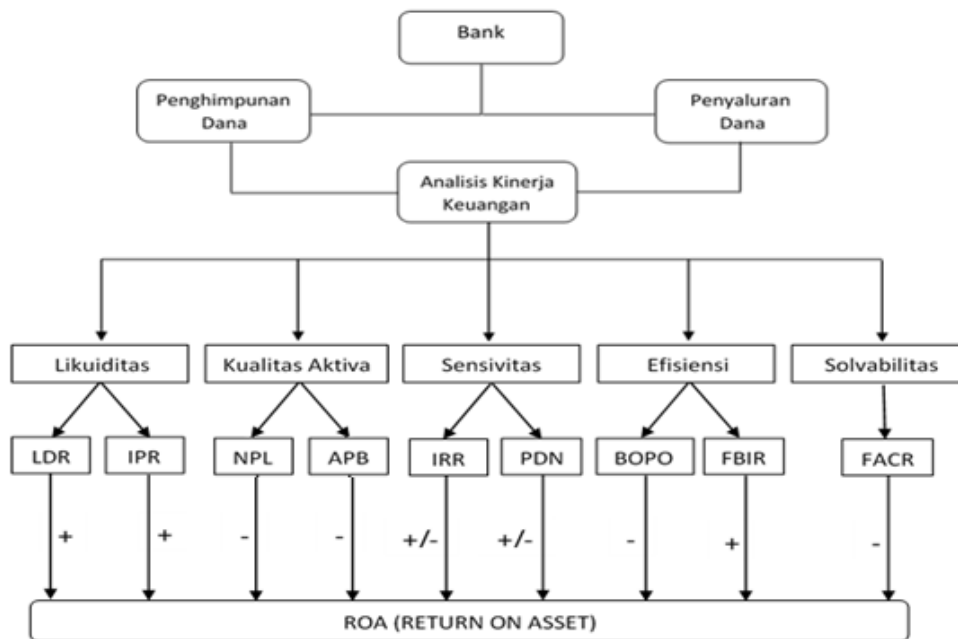 Bank
Penghimpunan
Dana
Penyaluran
Dana
Analisis Kinerja
Keuangan
Likuiditas
Kualitas Aktiva
Sensivitas
Efisiensi
Solvabilitas
LDR
IPR
NPL
APB
IRR
PDN
BOPO
FBIR
FACR
+
+
-
-
+/-
+/-
-
+
-
ROA (RETURN ON ASSET)